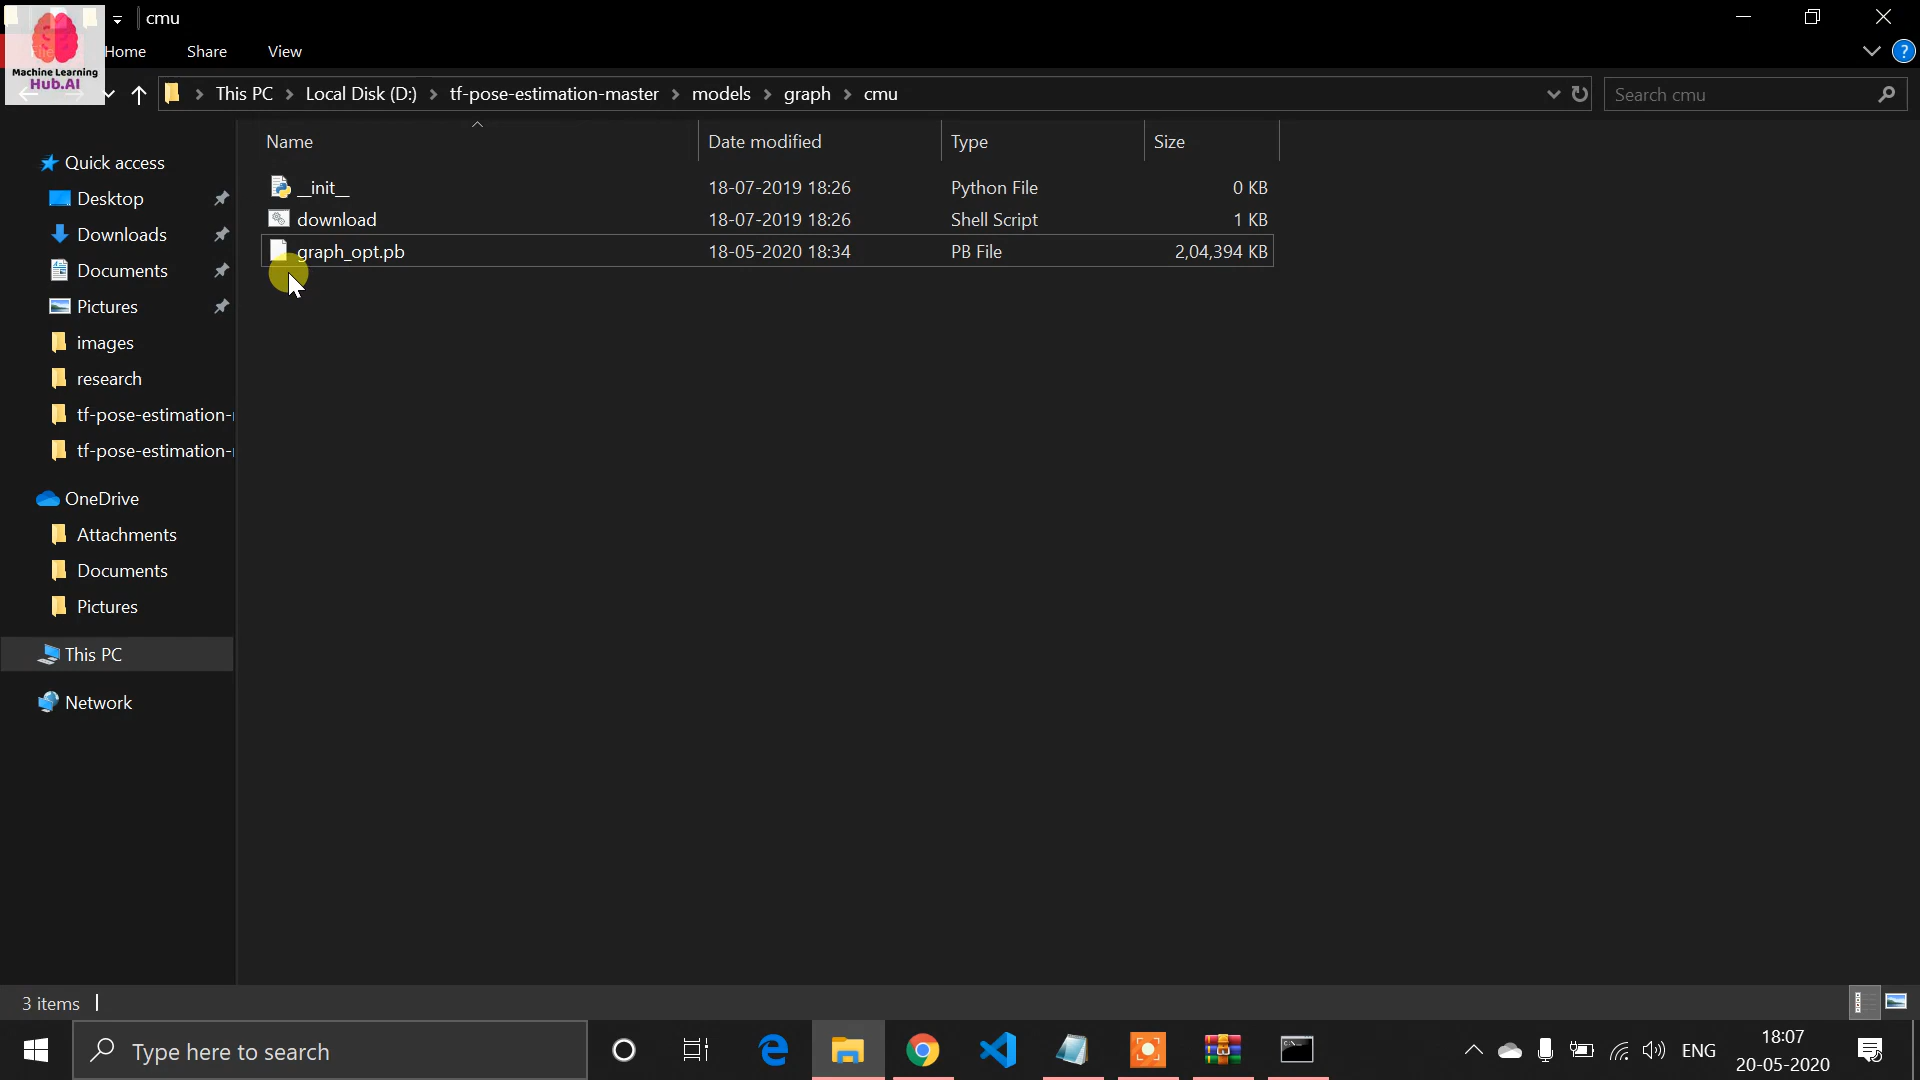 cmu
Machine Learning
Hub.AI
Home
Share
View
?
This PC
Local Disk (D:)
tf-pose-estimation-master
models
graph
cmu
Search cmu
Name
Date modified
Type
Size
__init__
18-07-2019 18:26
Python File
0 KB
download
18-07-2019 18:26
Shell Script
1 KB
graph_opt.pb
18-05-2020 18:34
PB File
2,04,394 KB
Quick access
Desktop
Downloads
Documents
Pictures
images
research
tf-pose-estimation-
tf-pose-estimation-
OneDrive
Attachments
Documents
Pictures
This PC
Network
3 items
Type here to search
ENG
18:07
20-05-2020